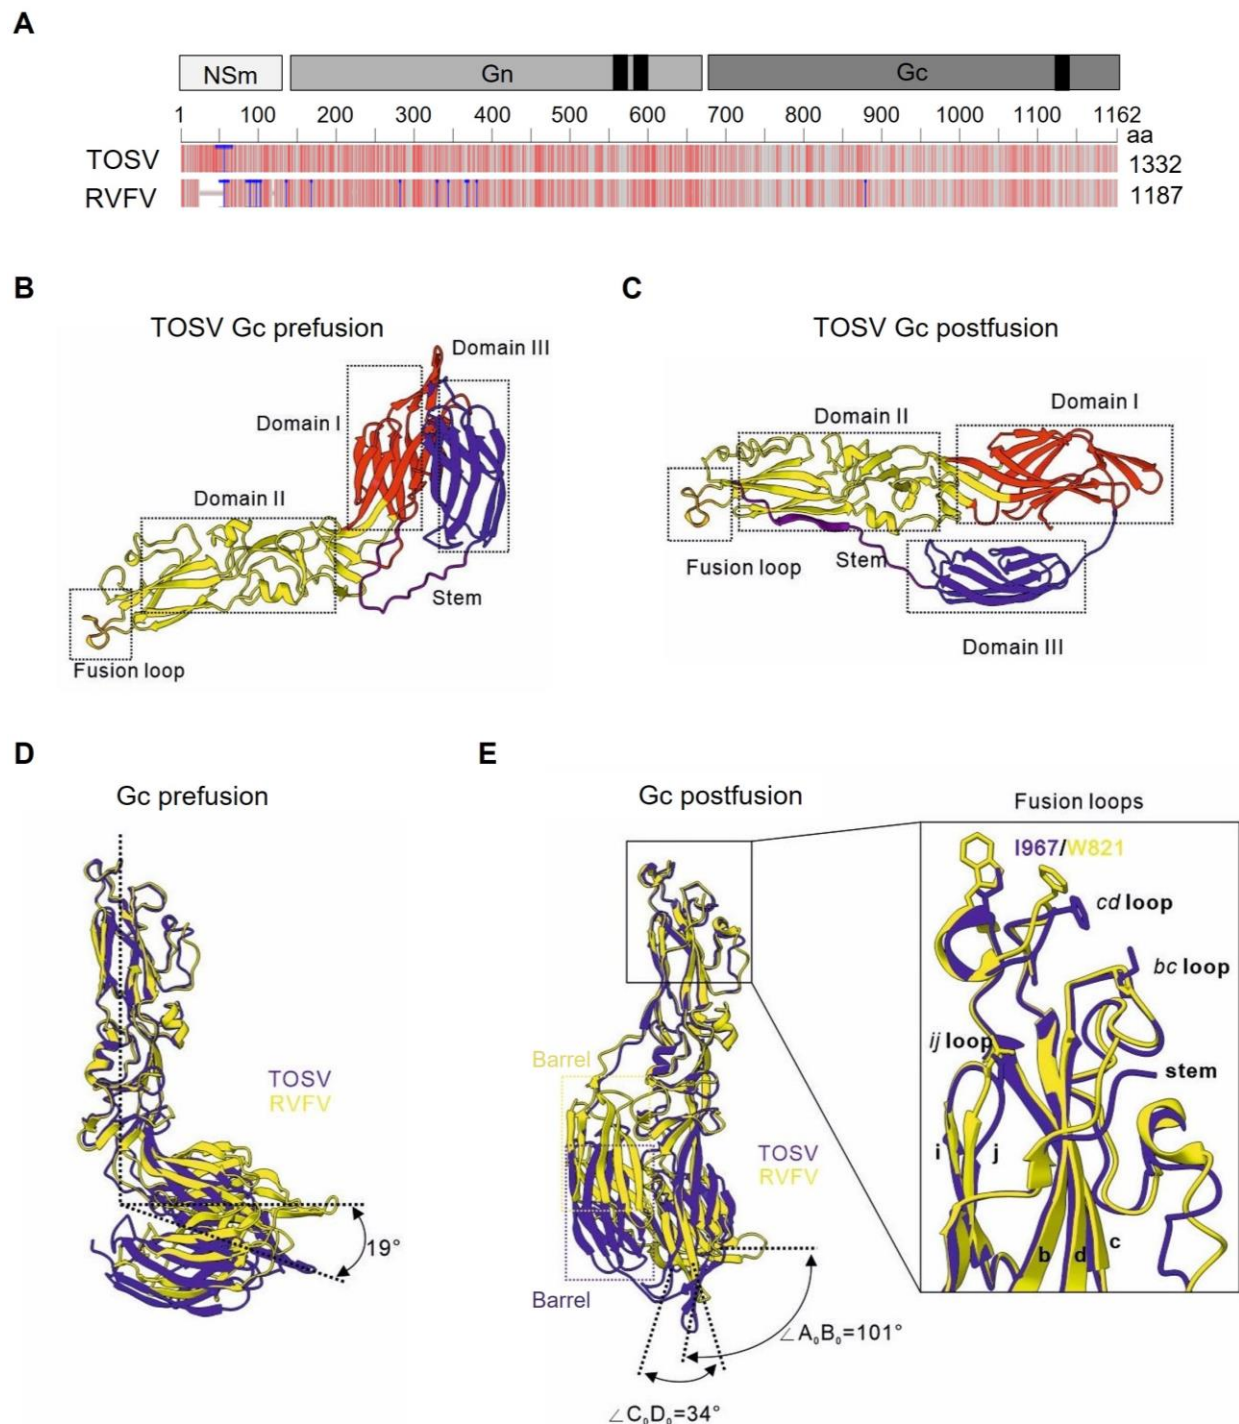 A
NSm Gn Gc
1 100 200 300 400 500 600 700 800 900 1000 1100 1162
aa
TOSV 1332
RVFV 1187
B
TOSV Gc prefusion
Domain III
Domain I
Domain II
Stem
Fusion loop
C
TOSV Gc postfusion
Domain I
Domain II
Stem
Fusion loop
Domain III
D
Gc prefusion
TOSV
RVFV
19°
E
Gc postfusion
Barrel
TOSV
RVFV
Barrel
∠A₀B₀=101°
∠C₀D₀=34°
Fusion loops
I967/W821
cd loop
bc loop
ij loop
stem
i j
b d c